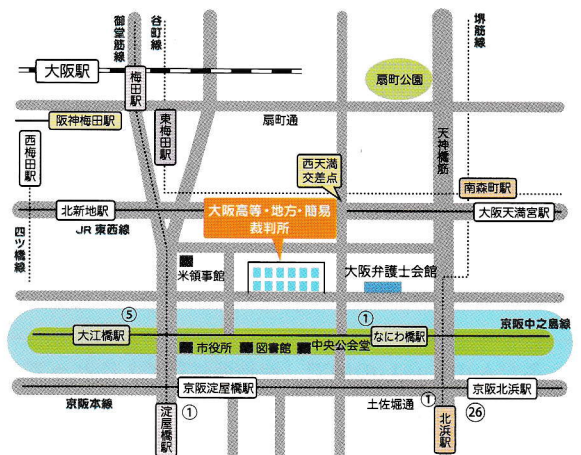 御堂筋線
谷町線
堺筋線
大阪駅
梅田駅
扇町公園
阪神梅田駅
東梅田駅
扇町通
天神橋筋
西梅田駅
西天満
交差点
南森町駅
北新地駅
大阪高等・地方・簡易
裁判所
大阪天満宮駅
JR東西線
四ツ橋線
米領事館
大阪弁護士会館
京阪中之島線
⑤
①
大江橋駅
なにわ橋駅
市役所
図書館
中央公会堂
京阪淀屋橋駅
京阪北浜駅
京阪本線
淀屋橋駅
①
土佐堀通
①
北浜駅
㉖